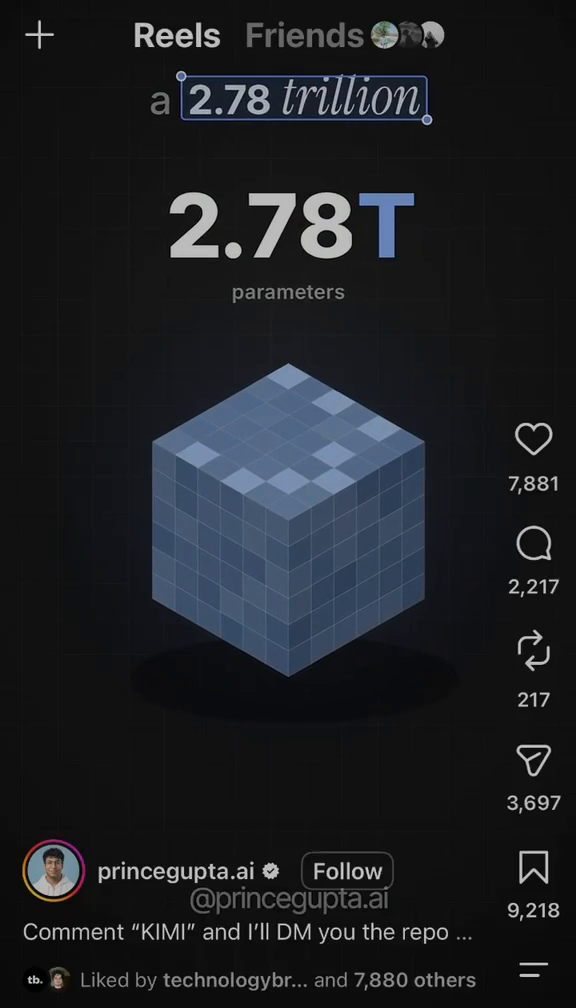 Reels Friends
a 2.78 trillion
2.78T
parameters
7,881
2,217
217
3,697
princegupta.ai Follow
@princegupta.ai
9,218
Comment “KIMI” and I’ll DM you the repo ...
tb. Liked by technologybr... and 7,880 others